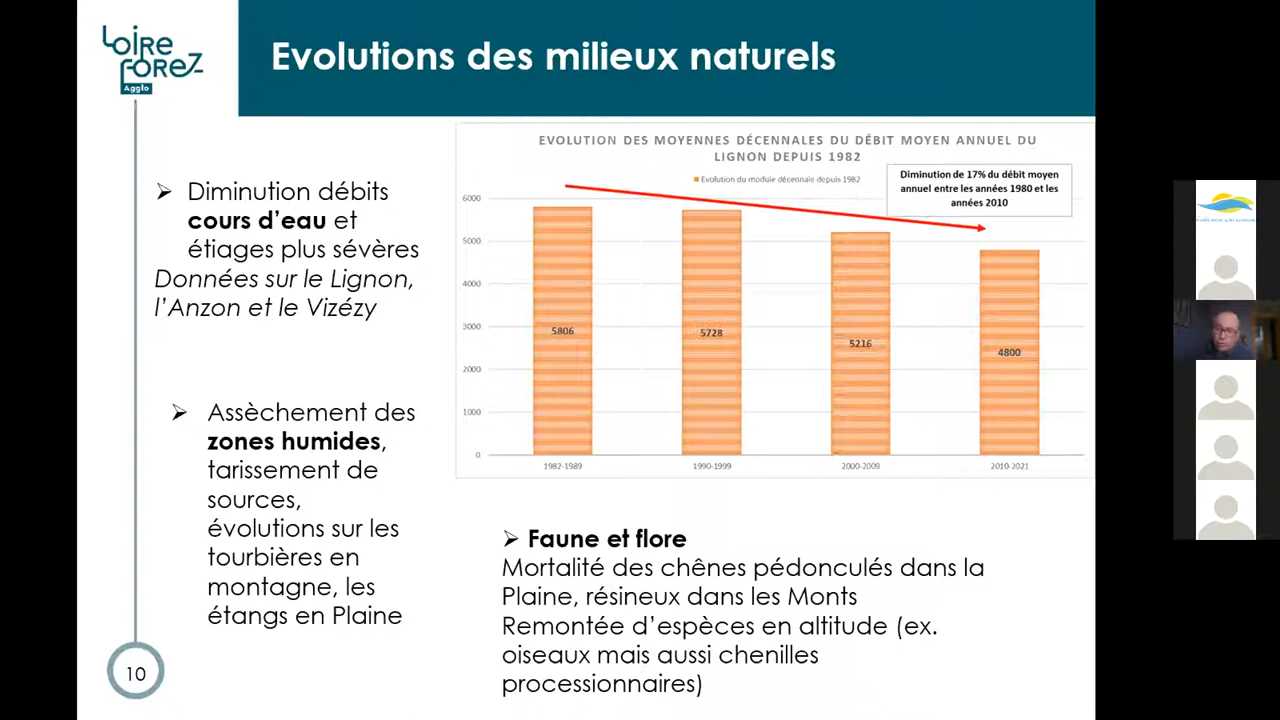 LOIRE
FOREZ
Agglo
Evolutions des milieux naturels
➢ Diminution débits
cours d’eau et
étiages plus sévères
Données sur le Lignon,
l’Anzon et le Vizézy
➢ Assèchement des
zones humides,
tarissement de
sources,
évolutions sur les
tourbières en
montagne, les
étangs en Plaine
EVOLUTION DES MOYENNES DÉCENNALES DU DÉBIT MOYEN ANNUEL DU
LIGNON DEPUIS 1982
Evolution du module décennale depuis 1982
Diminution de 17% du débit moyen
annuel entre les années 1980 et les
années 2010
6000
5000
4000
3000
2000
1000
0
5806
5728
5216
4800
1982-1989
1990-1999
2000-2009
2010-2021
➢ Faune et flore
Mortalité des chênes pédonculés dans la
Plaine, résineux dans les Monts
Remontée d’espèces en altitude (ex.
oiseaux mais aussi chenilles
processionnaires)
10